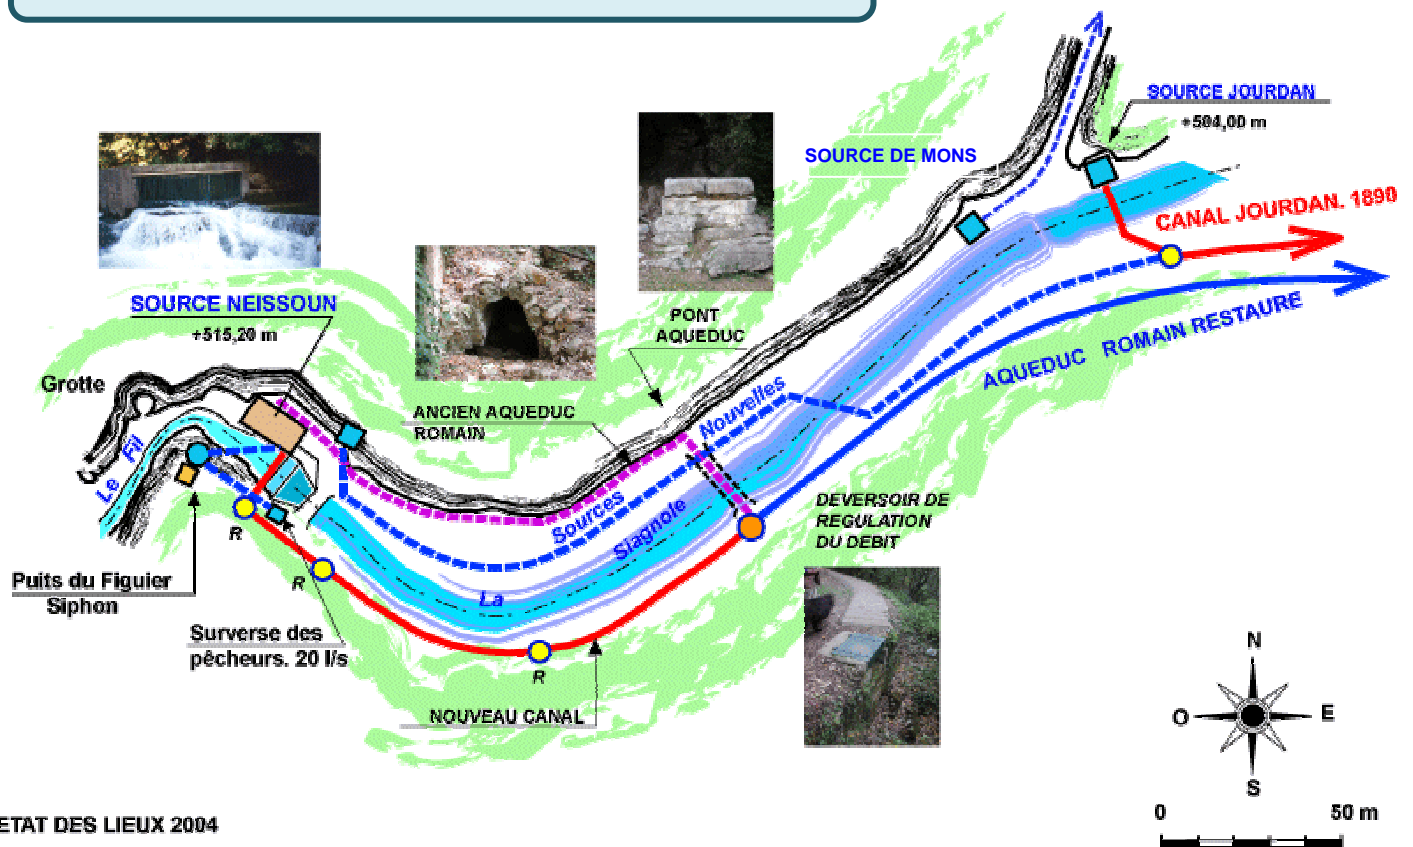 SOURCE JOURDAN
+504,00 m
SOURCE DE MONS
CANAL JOURDAN. 1890
SOURCE NEISSOUN
+515,20 m
PONT
AQUEDUC
AQUEDUC ROMAIN RESTAURE
Grotte
Le Fil
ANCIEN AQUEDUC
ROMAIN
Sources Nouvelles
La Siagnole
DEVERSOIR DE
REGULATION
DU DEBIT
R
R
R
Puits du Figuier
Siphon
Surverse des
pêcheurs. 20 l/s
NOUVEAU CANAL
N
O
E
S
0 50 m
ETAT DES LIEUX 2004